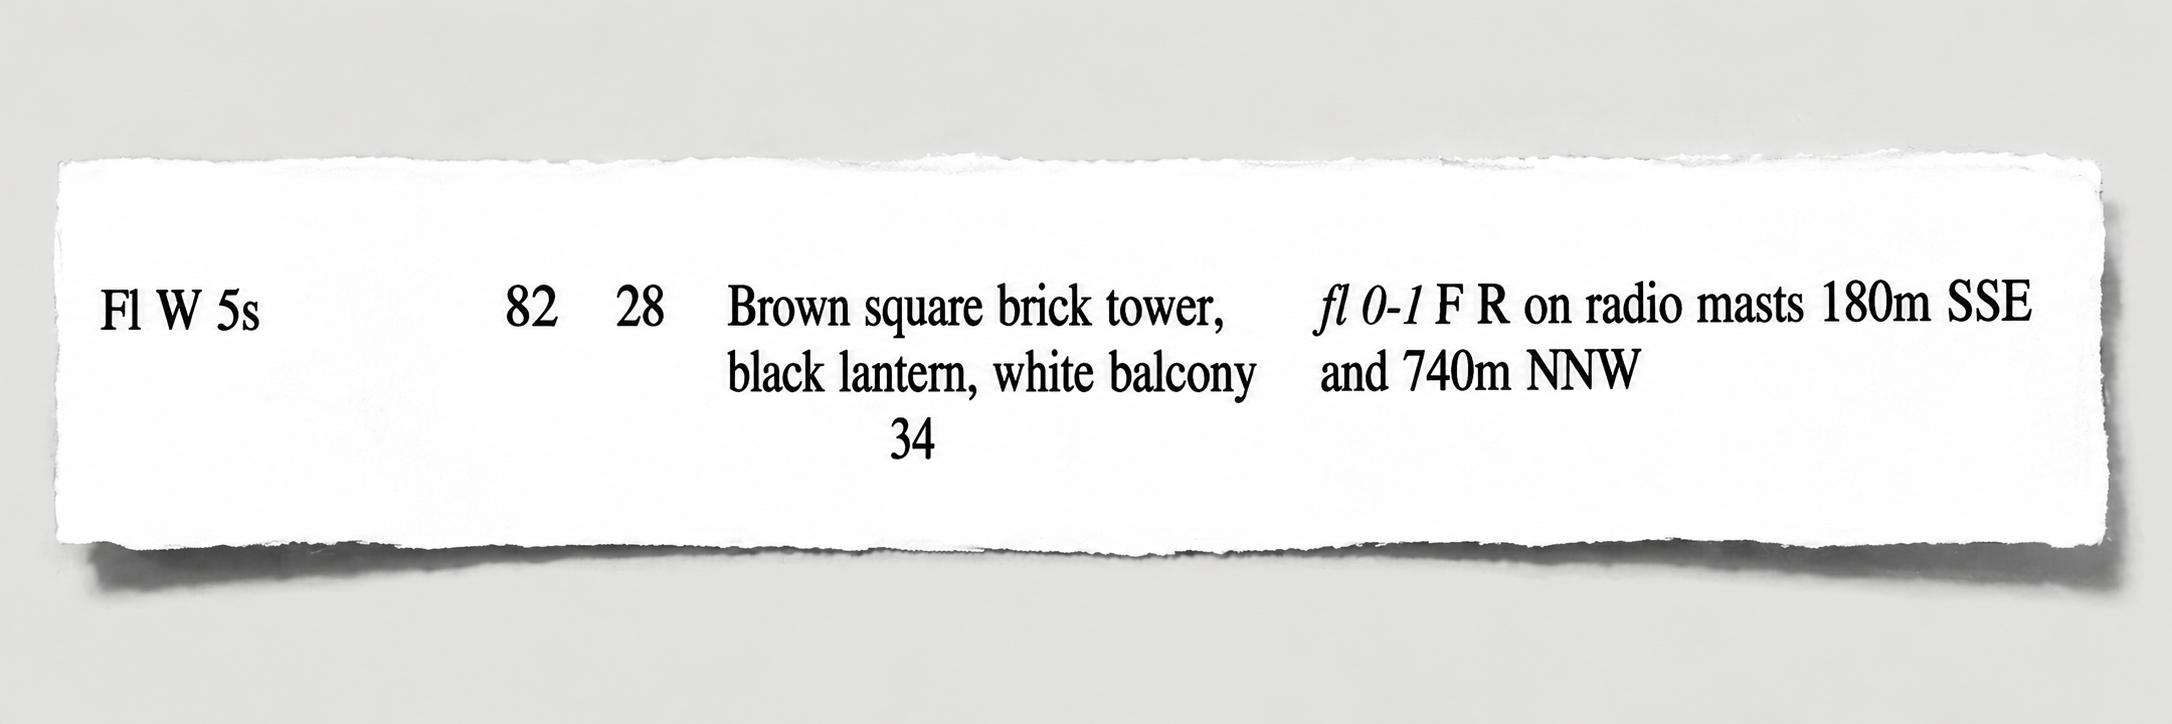 Fl W 5s 82 28 Brown square brick tower, fl 0-1 F R on radio masts 180m SSE
black lantern, white balcony and 740m NNW
34